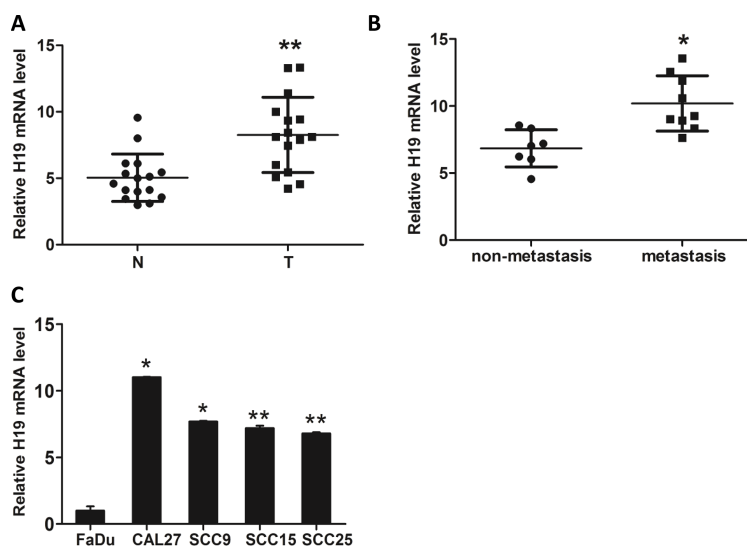 A
Relative H19 mRNA level
15
10
5
0
**
N
T
B
Relative H19 mRNA level
15
10
5
0
*
non-metastasis
metastasis
C
Relative H19 mRNA level
15
10
5
0
*
*
**
**
FaDu
CAL27
SCC9
SCC15
SCC25